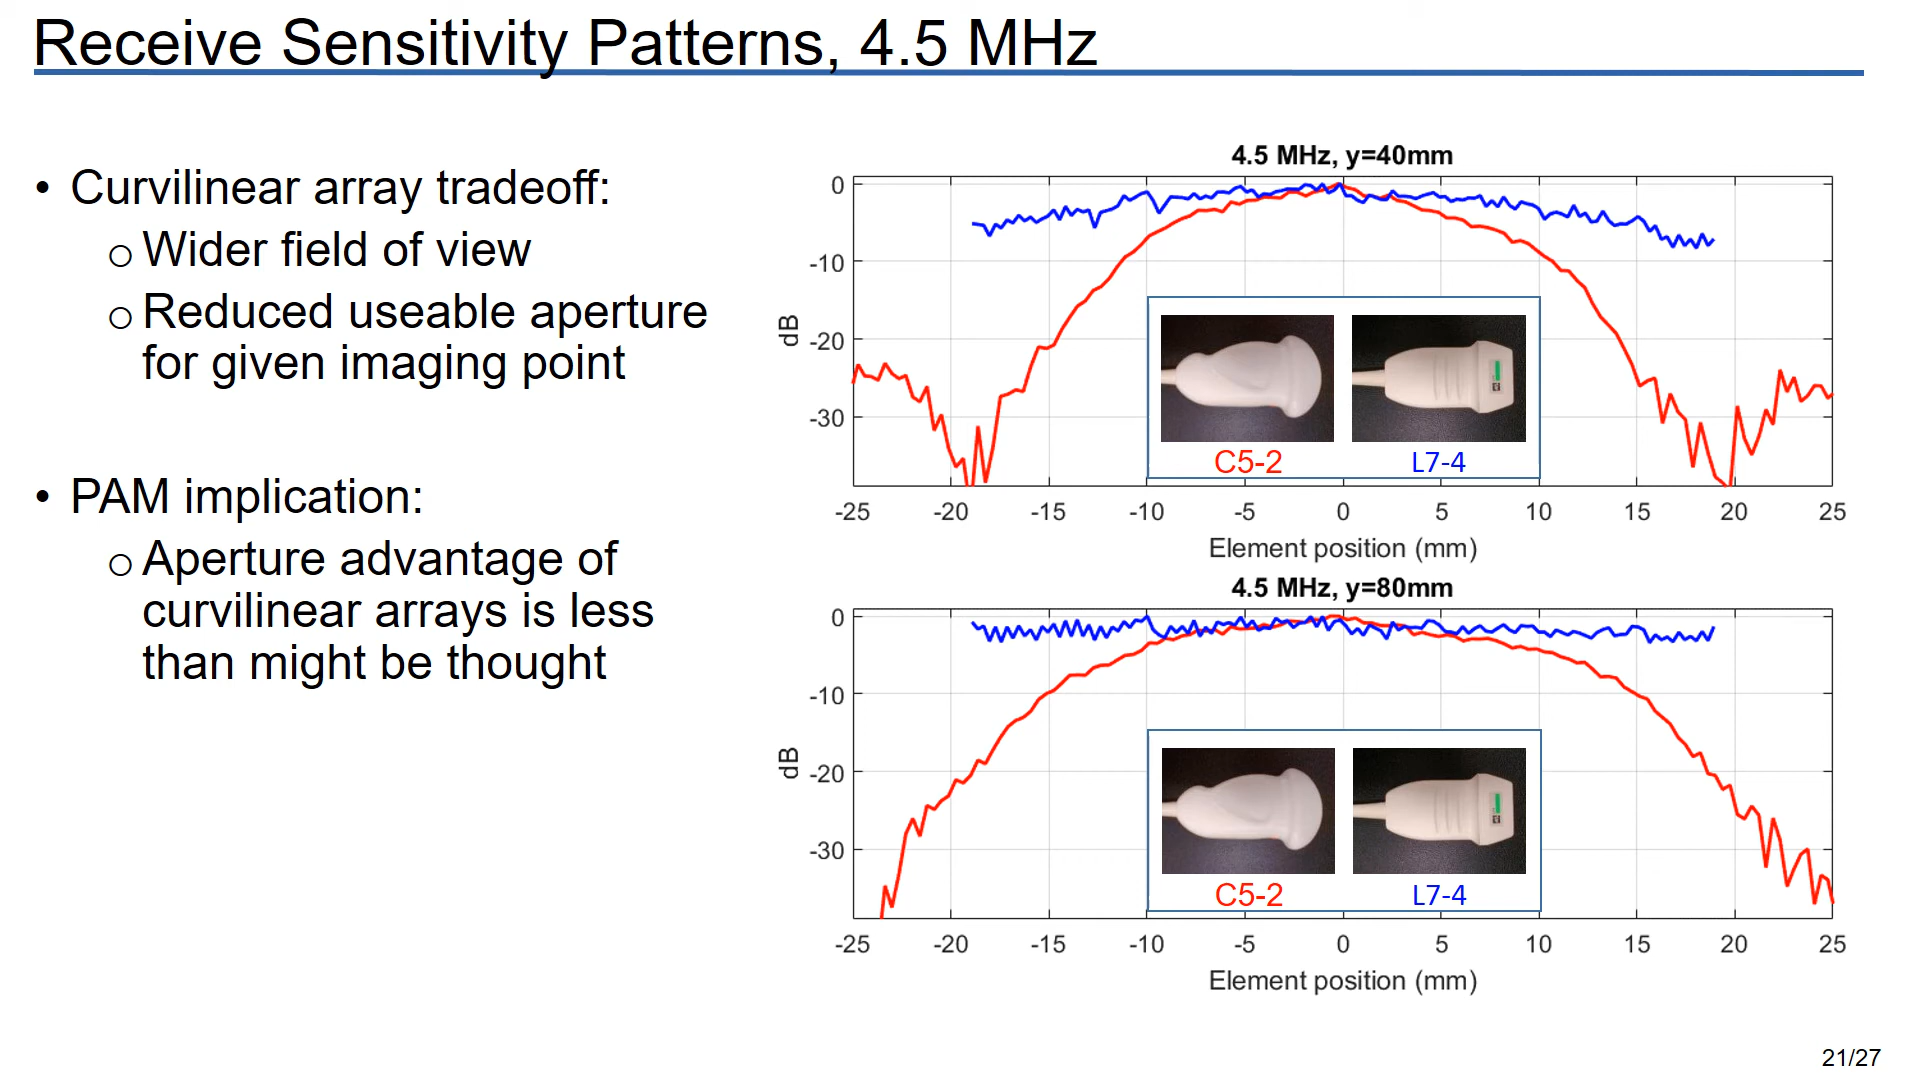 Receive Sensitivity Patterns, 4.5 MHz
• Curvilinear array tradeoff:
o Wider field of view
o Reduced useable aperture
for given imaging point
• PAM implication:
o Aperture advantage of
curvilinear arrays is less
than might be thought
4.5 MHz, y=40mm
0
-10
-20
-30
dB
C5-2
L7-4
-25 -20 -15 -10 -5 0 5 10 15 20 25
Element position (mm)
4.5 MHz, y=80mm
0
-10
-20
-30
dB
C5-2
L7-4
-25 -20 -15 -10 -5 0 5 10 15 20 25
Element position (mm)
21/27